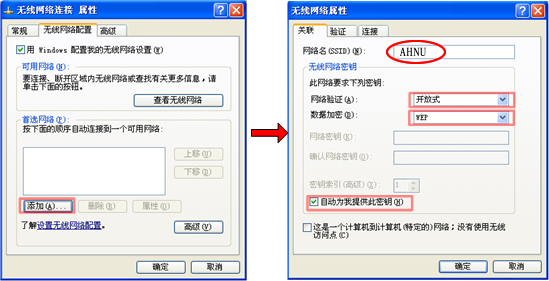 无线网络连接 属性
常规
无线网络配置
高级
用 Windows 配置我的无线网络设置(W)
可用网络(N):
要连接、断开区域内无线网络或查找有关更多信息，请
单击下面的按钮。
查看无线网络
首选网络(P):
按下面的顺序自动连接到一个可用网络:
上移(U)
下移(D)
添加(A)...
删除(R)
属性(O)
了解设置无线网络配置。
高级(V)
确定
取消
无线网络属性
关联
验证
连接
网络名(SSID)(N):
AHNU
无线网络密钥
此网络要求下列密钥:
网络验证(A):
开放式
数据加密(D):
WEP
网络密钥(K):
确认网络密钥(O):
密钥索引(高级)(X):
1
自动为我提供此密钥(H)
这是一个计算机到计算机(特定的)网络；没有使用无线
访问点(C)
确定
取消